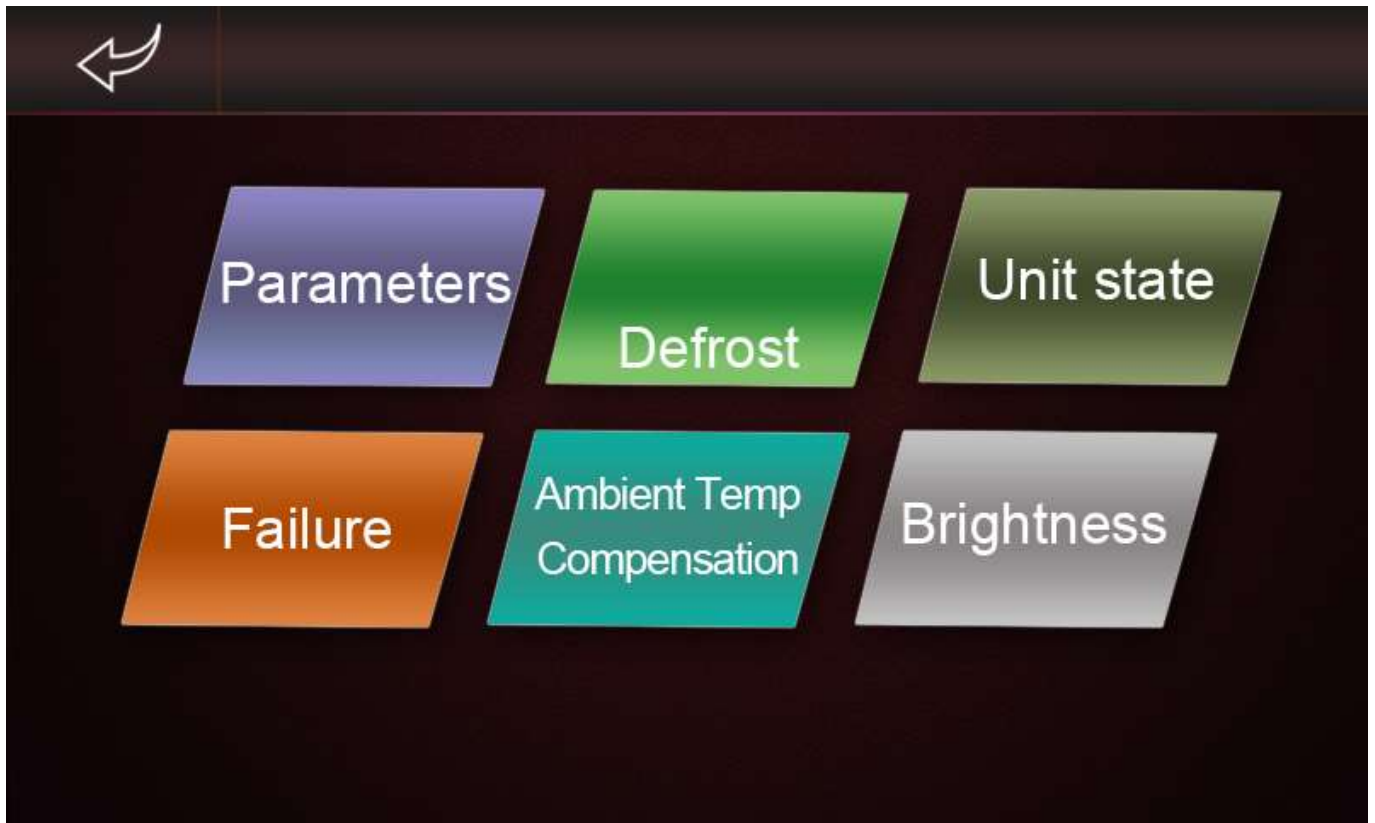 Parameters
Defrost
Unit state
Failure
Ambient Temp
Compensation
Brightness